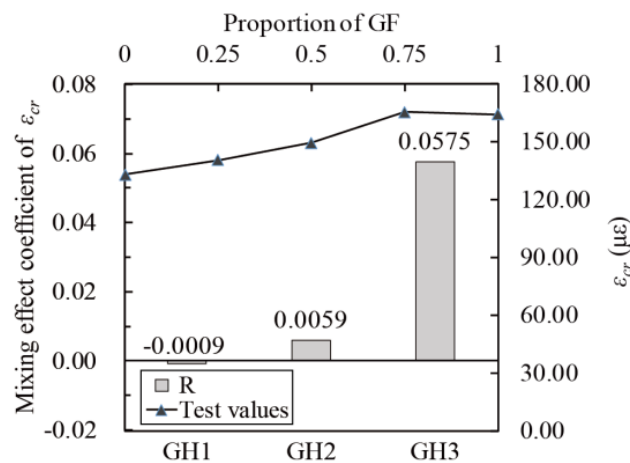 Proportion of GF
0 0.25 0.5 0.75 1
Mixing effect coefficient of εcr
0.08
0.06
0.04
0.02
0.00
-0.02
180.00
150.00
120.00
90.00
60.00
30.00
0.00
εcr (με)
0.0575
0.0059
-0.0009
R
Test values
GH1 GH2 GH3